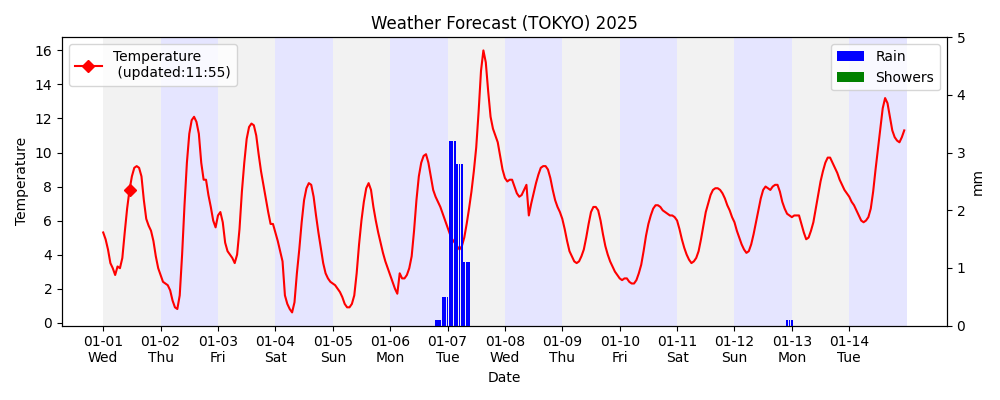 Weather Forecast (TOKYO) 2025
Temperature
(updated:11:55)
Rain
Showers
Temperature
16
14
12
10
8
6
4
2
0
5
4
3
2
1
0
mm
01-01 01-02 01-03 01-04 01-05 01-06 01-07 01-08 01-09 01-10 01-11 01-12 01-13 01-14
Wed Thu Fri Sat Sun Mon Tue Wed Thu Fri Sat Sun Mon Tue
Date